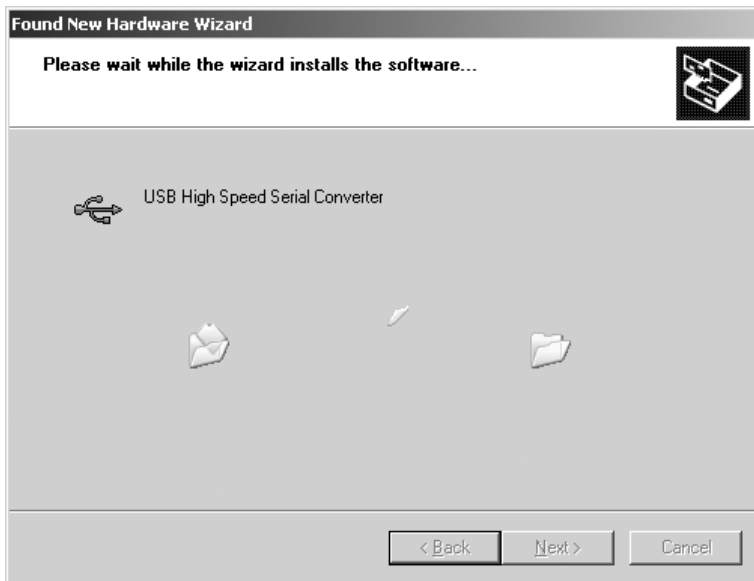 Found New Hardware Wizard
Please wait while the wizard installs the software...
USB High Speed Serial Converter
< Back
Next >
Cancel